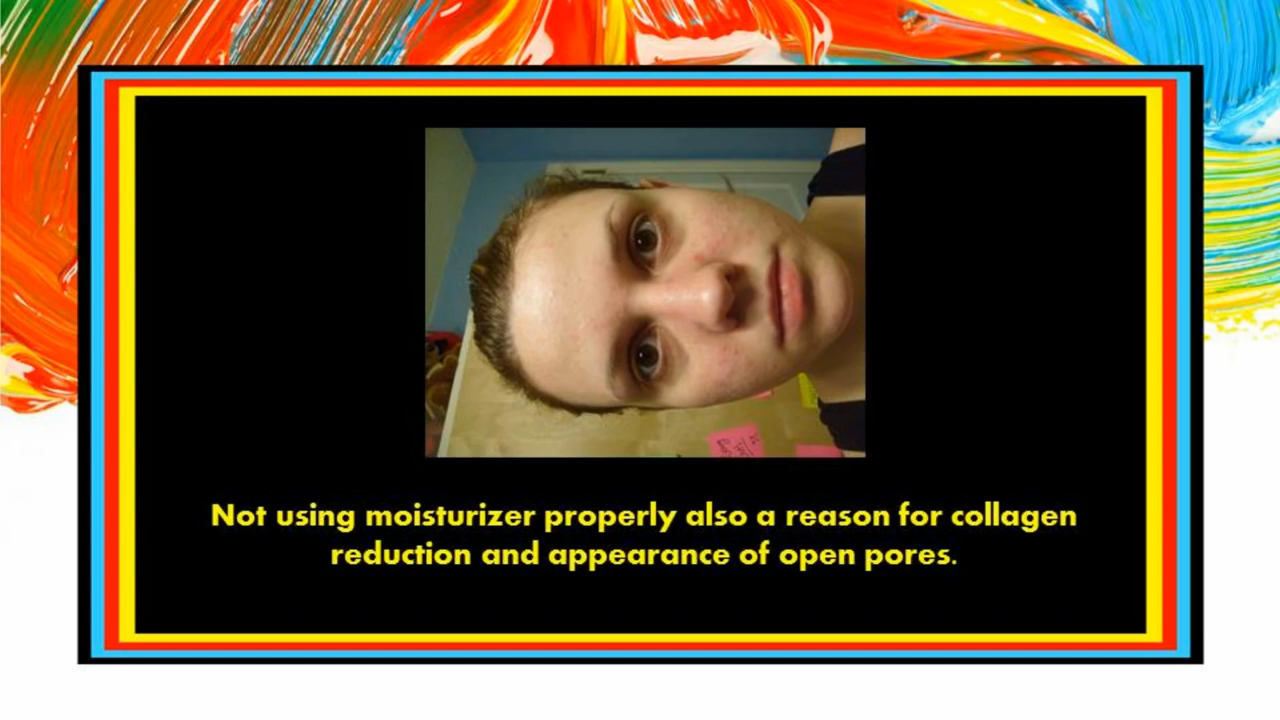 Not using moisturizer properly also a reason for collagen
reduction and appearance of open pores.